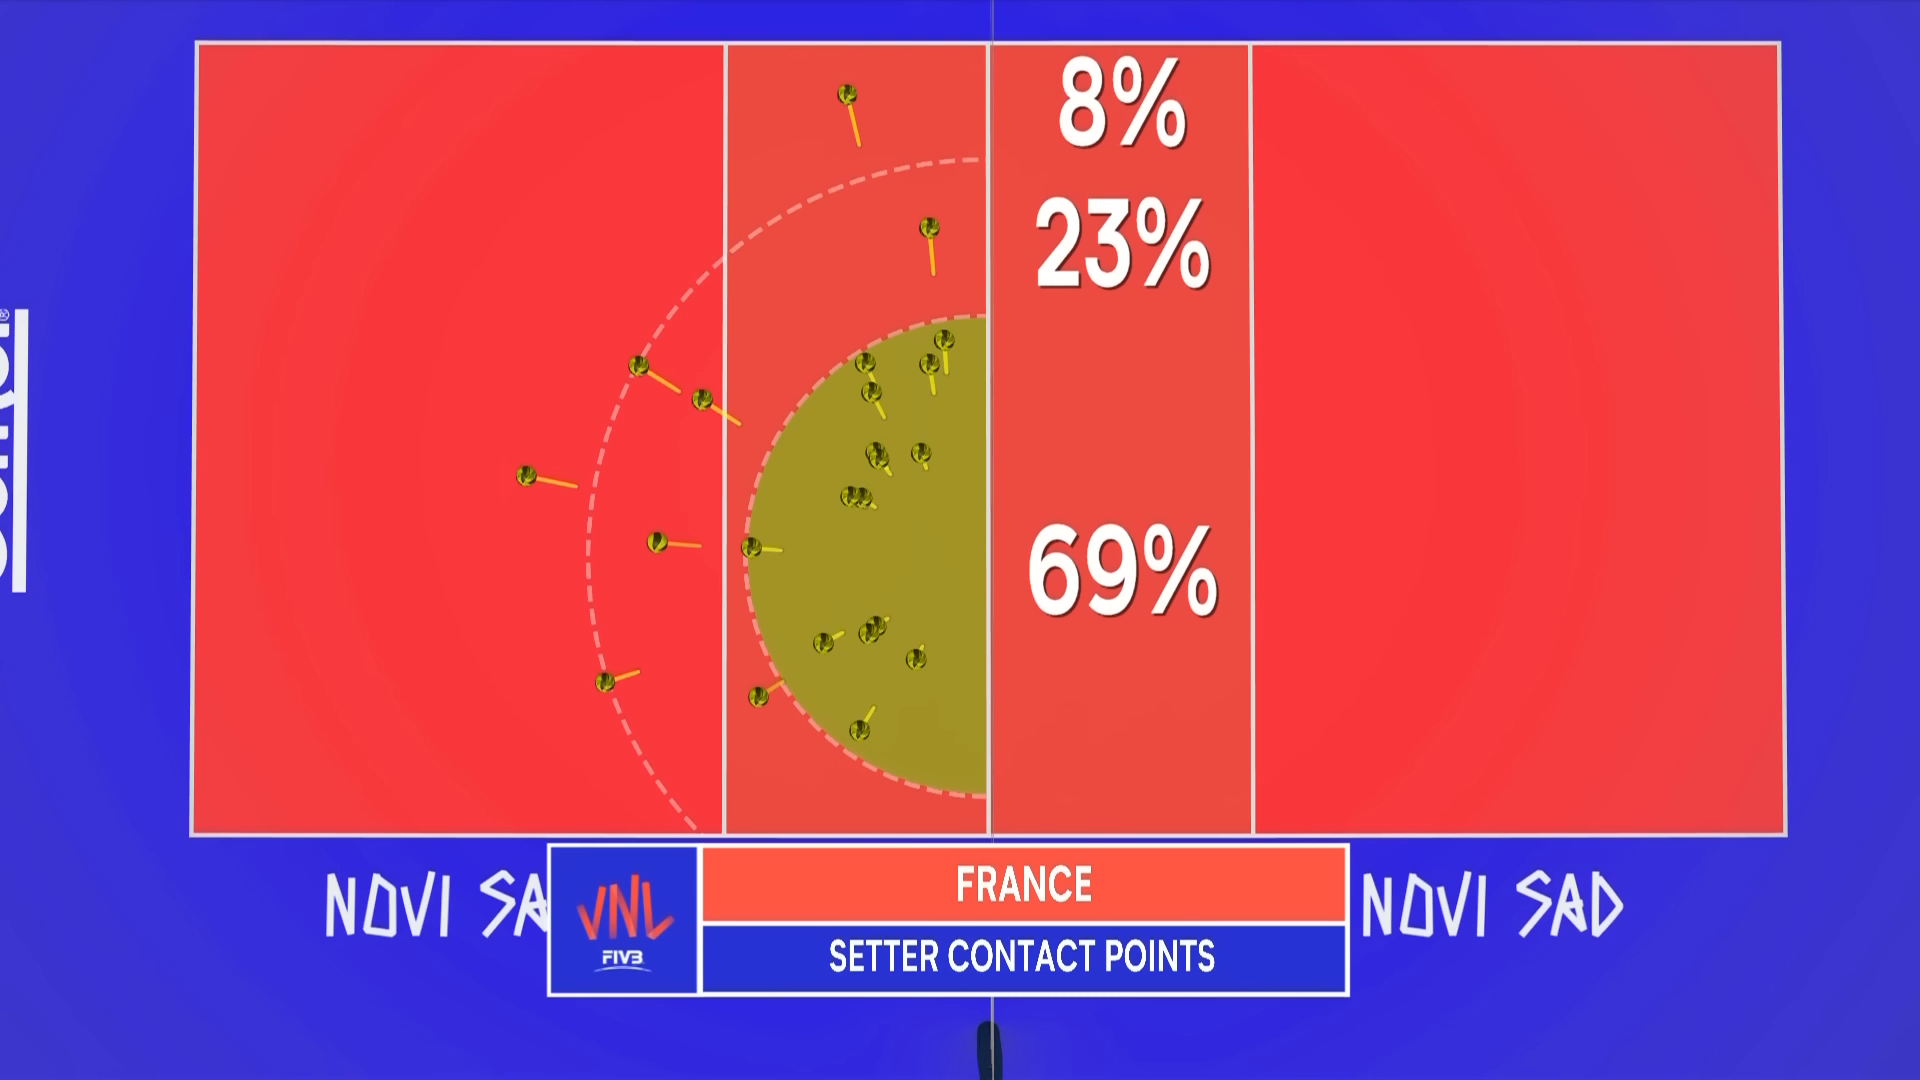 8%
23%
69%
NOVI SA
NOVI SAD
VNL
FIVB
FRANCE
SETTER CONTACT POINTS